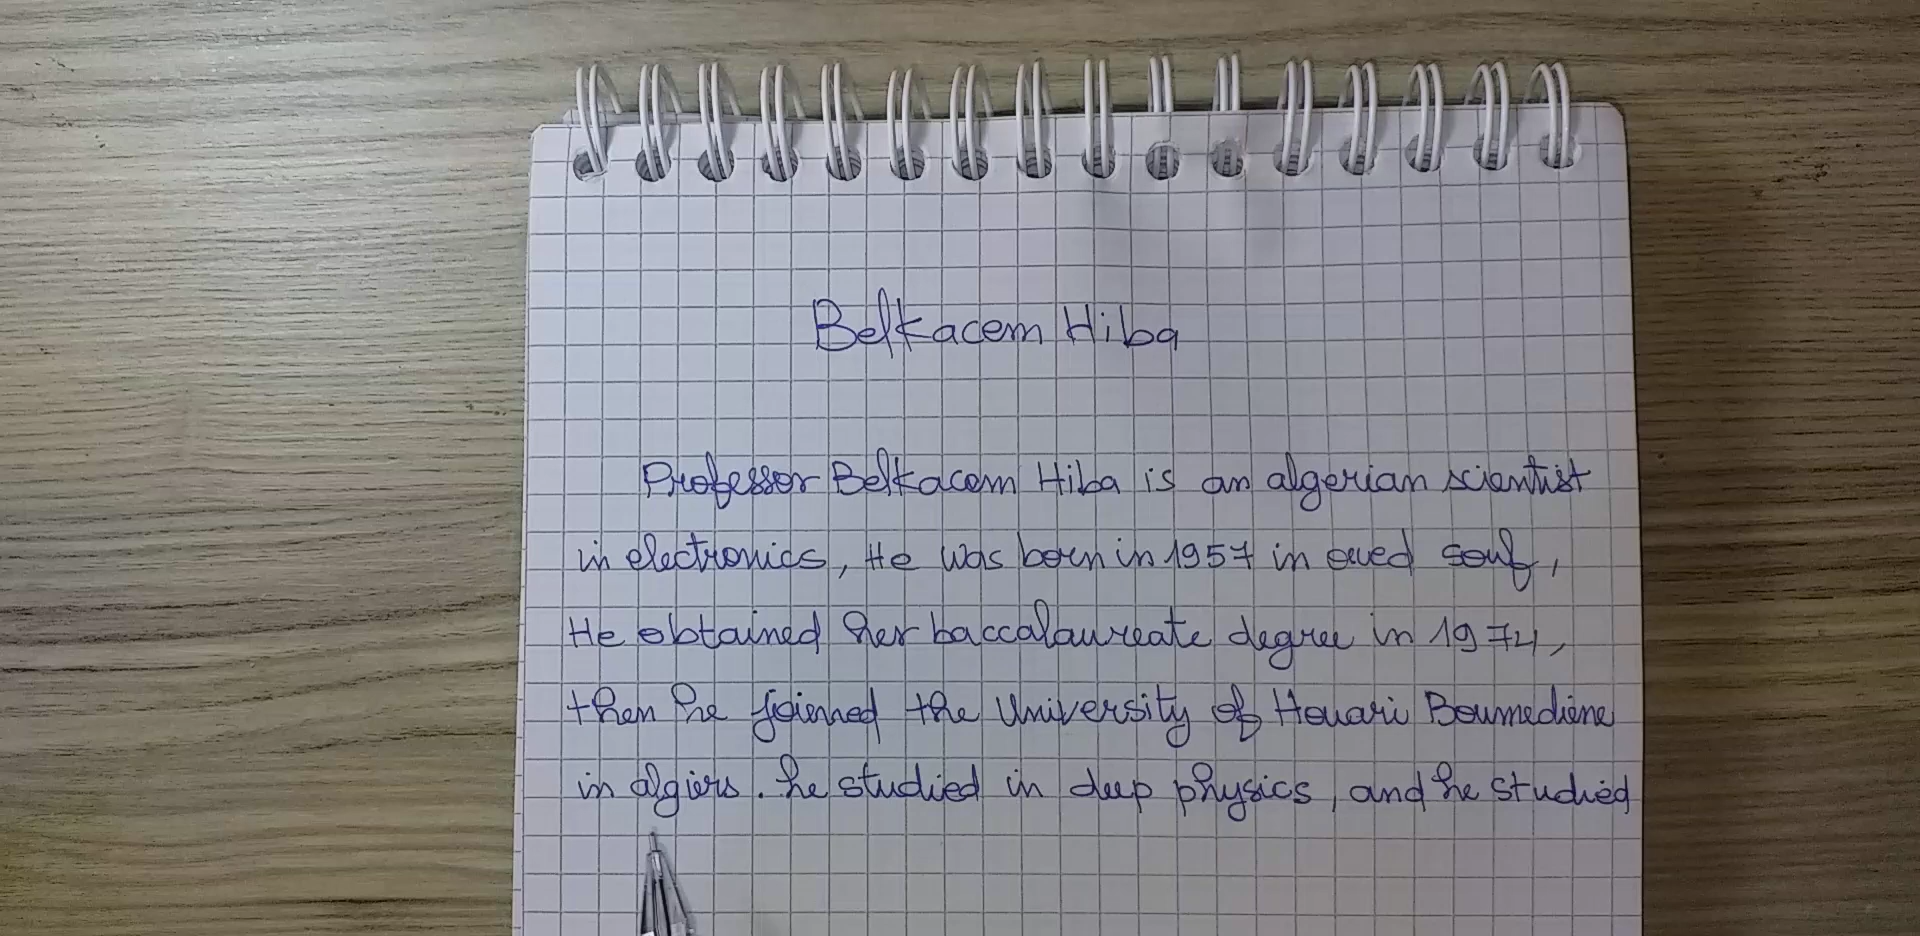 Belkacem Hiba
Professor Belkacem Hiba is an algerian scientist
in electronics, He was born in 1957 in oued souf,
He obtained her baccalaureate degree in 1974,
then he joienned the University of Houari Boumediène
in algiers. he studied in deep physics, and he studied